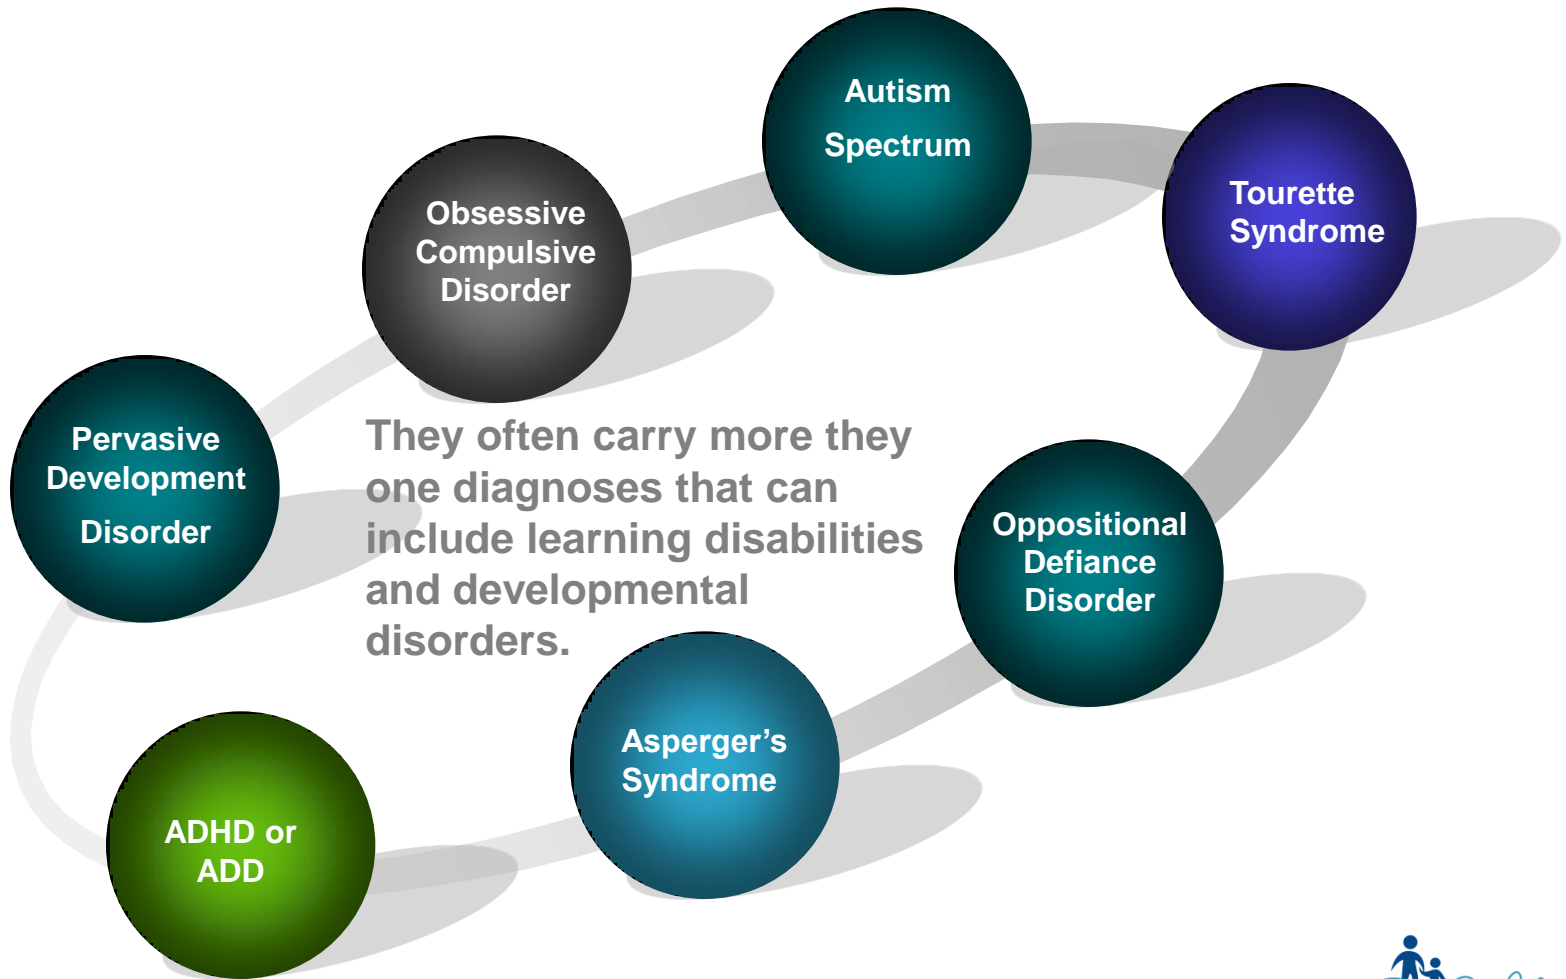 Autism
Spectrum
Tourette
Syndrome
Obsessive
Compulsive
Disorder
Pervasive
Development
Disorder
They often carry more they
one diagnoses that can
include learning disabilities
and developmental
disorders.
Oppositional
Defiance
Disorder
Asperger’s
Syndrome
ADHD or
ADD